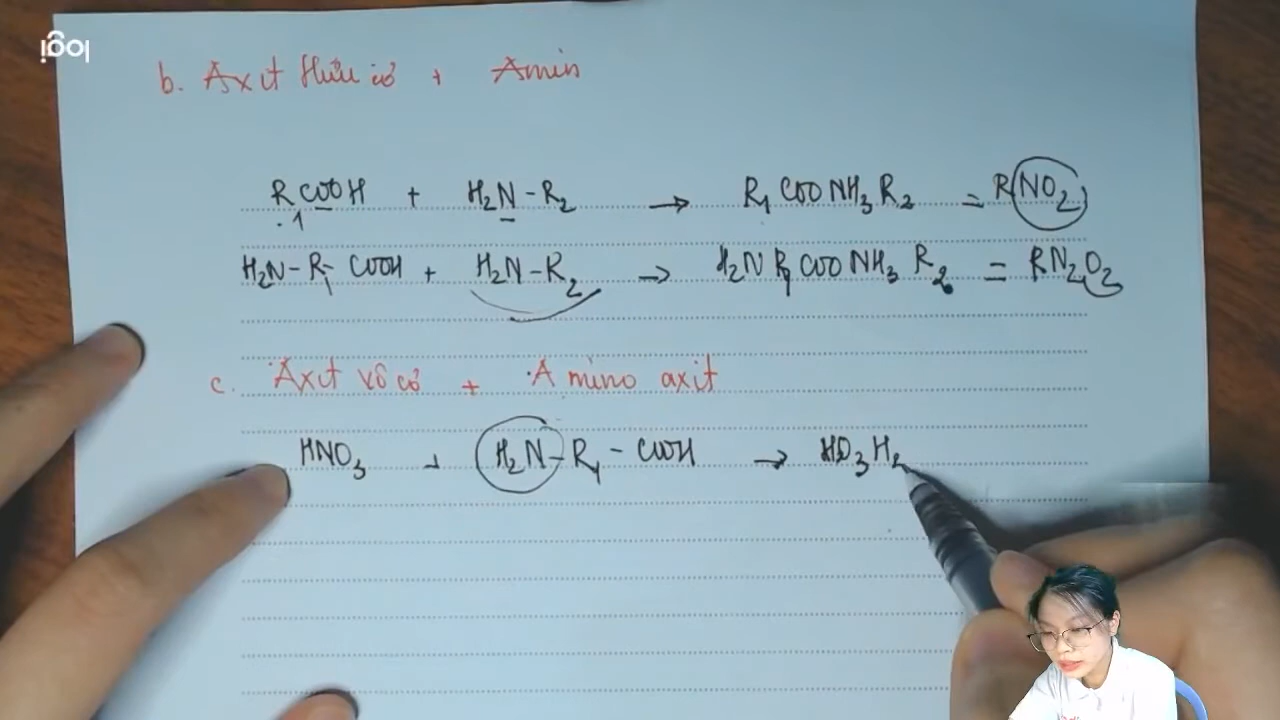 logi
b. Axit hữu cơ + Amin
R1COOH + H2N-R2 → R1COONH3R2 = RNO2
H2N-R1-COOH + H2N-R2 → H2NR1COONH3R2 = RN2O2
c. Axit vô cơ + Amino axit
HNO3 + H2N-R1-COOH → NO3H